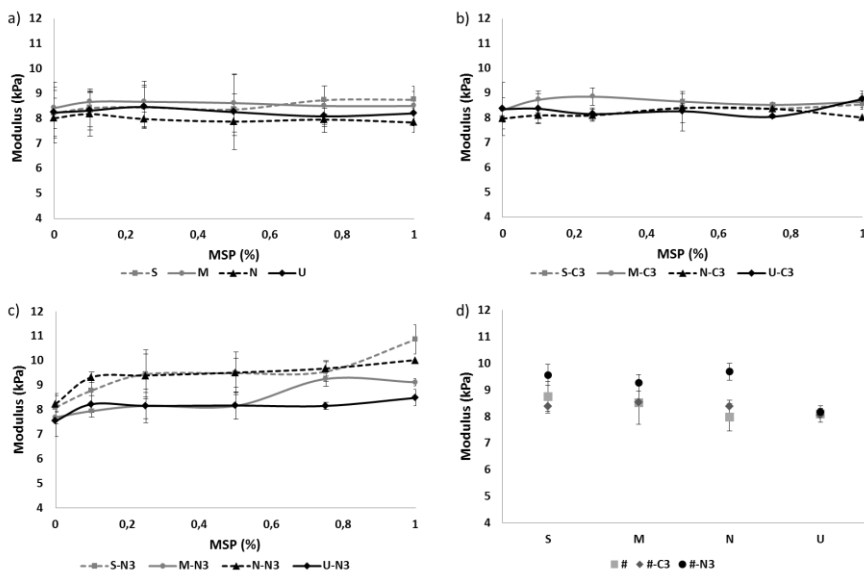 a)
12
11
10
9
8
7
6
5
4
Modulus (kPa)
0 0,2 0,4 0,6 0,8 1
MSP (%)
S M N U
b)
12
11
10
9
8
7
6
5
4
Modulus (kPa)
0 0,2 0,4 0,6 0,8 1
MSP (%)
S-C3 M-C3 N-C3 U-C3
c)
12
11
10
9
8
7
6
5
4
Modulus (kPa)
0 0,2 0,4 0,6 0,8 1
MSP (%)
S-N3 M-N3 N-N3 U-N3
d)
12
11
10
9
8
7
6
5
4
Modulus (kPa)
S M N U
# #-C3 #-N3